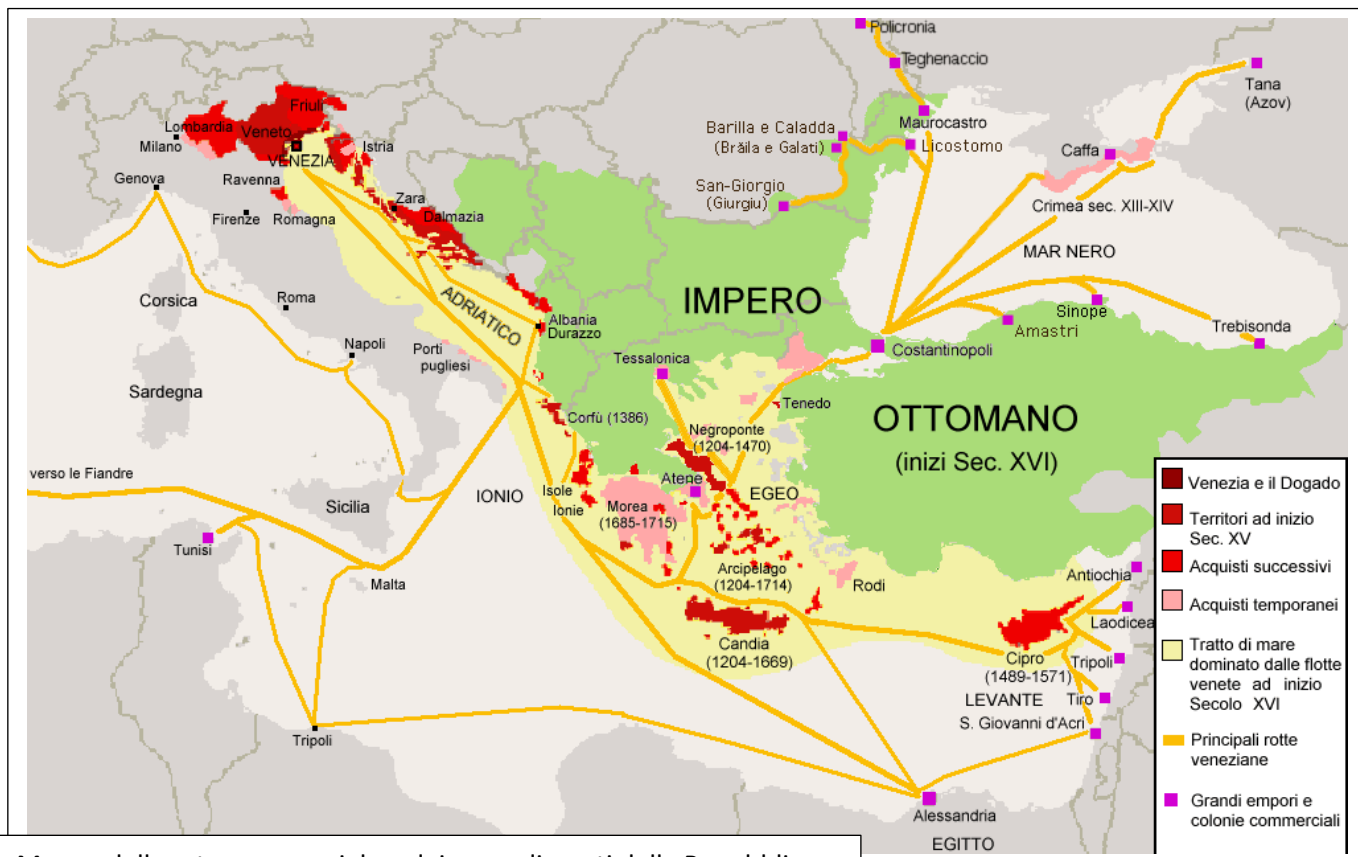 Policronia
Teghenaccio
Tana
(Azov)
Maurocastro
Licostomo
Barilla e Caladda
(Brăila e Galati)
San-Giorgio
(Giurgiu)
Caffa
Crimea sec. XIII-XIV
MAR NERO
Friuli
Lombardia
Veneto
Milano
VENEZIA
Istria
Genova
Ravenna
Zara
Firenze
Romagna
Dalmazia
Corsica
Roma
ADRIATICO
Albania
Durazzo
IMPERO
Sinope
Amastri
Trebisonda
Costantinopoli
Napoli
Porti
pugliesi
Tessalonica
Sardegna
Tenedo
OTTOMANO
(inizi Sec. XVI)
Corfù (1386)
Negroponte
(1204-1470)
verso le Fiandre
Atene
EGEO
IONIO
Isole
Ionie
Morea
(1685-1715)
Sicilia
Tunisi
Malta
Arcipelago
(1204-1714)
Rodi
Antiochia
Laodicea
Candia
(1204-1669)
Cipro
(1489-1571)
Tripoli
LEVANTE
Tiro
S. Giovanni d'Acri
Tripoli
Alessandria
EGITTO
Venezia e il Dogado
Territori ad inizio
Sec. XV
Acquisti successivi
Acquisti temporanei
Tratto di mare
dominato dalle flotte
venete ad inizio
Secolo XVI
Principali rotte
veneziane
Grandi empori e
colonie commerciali